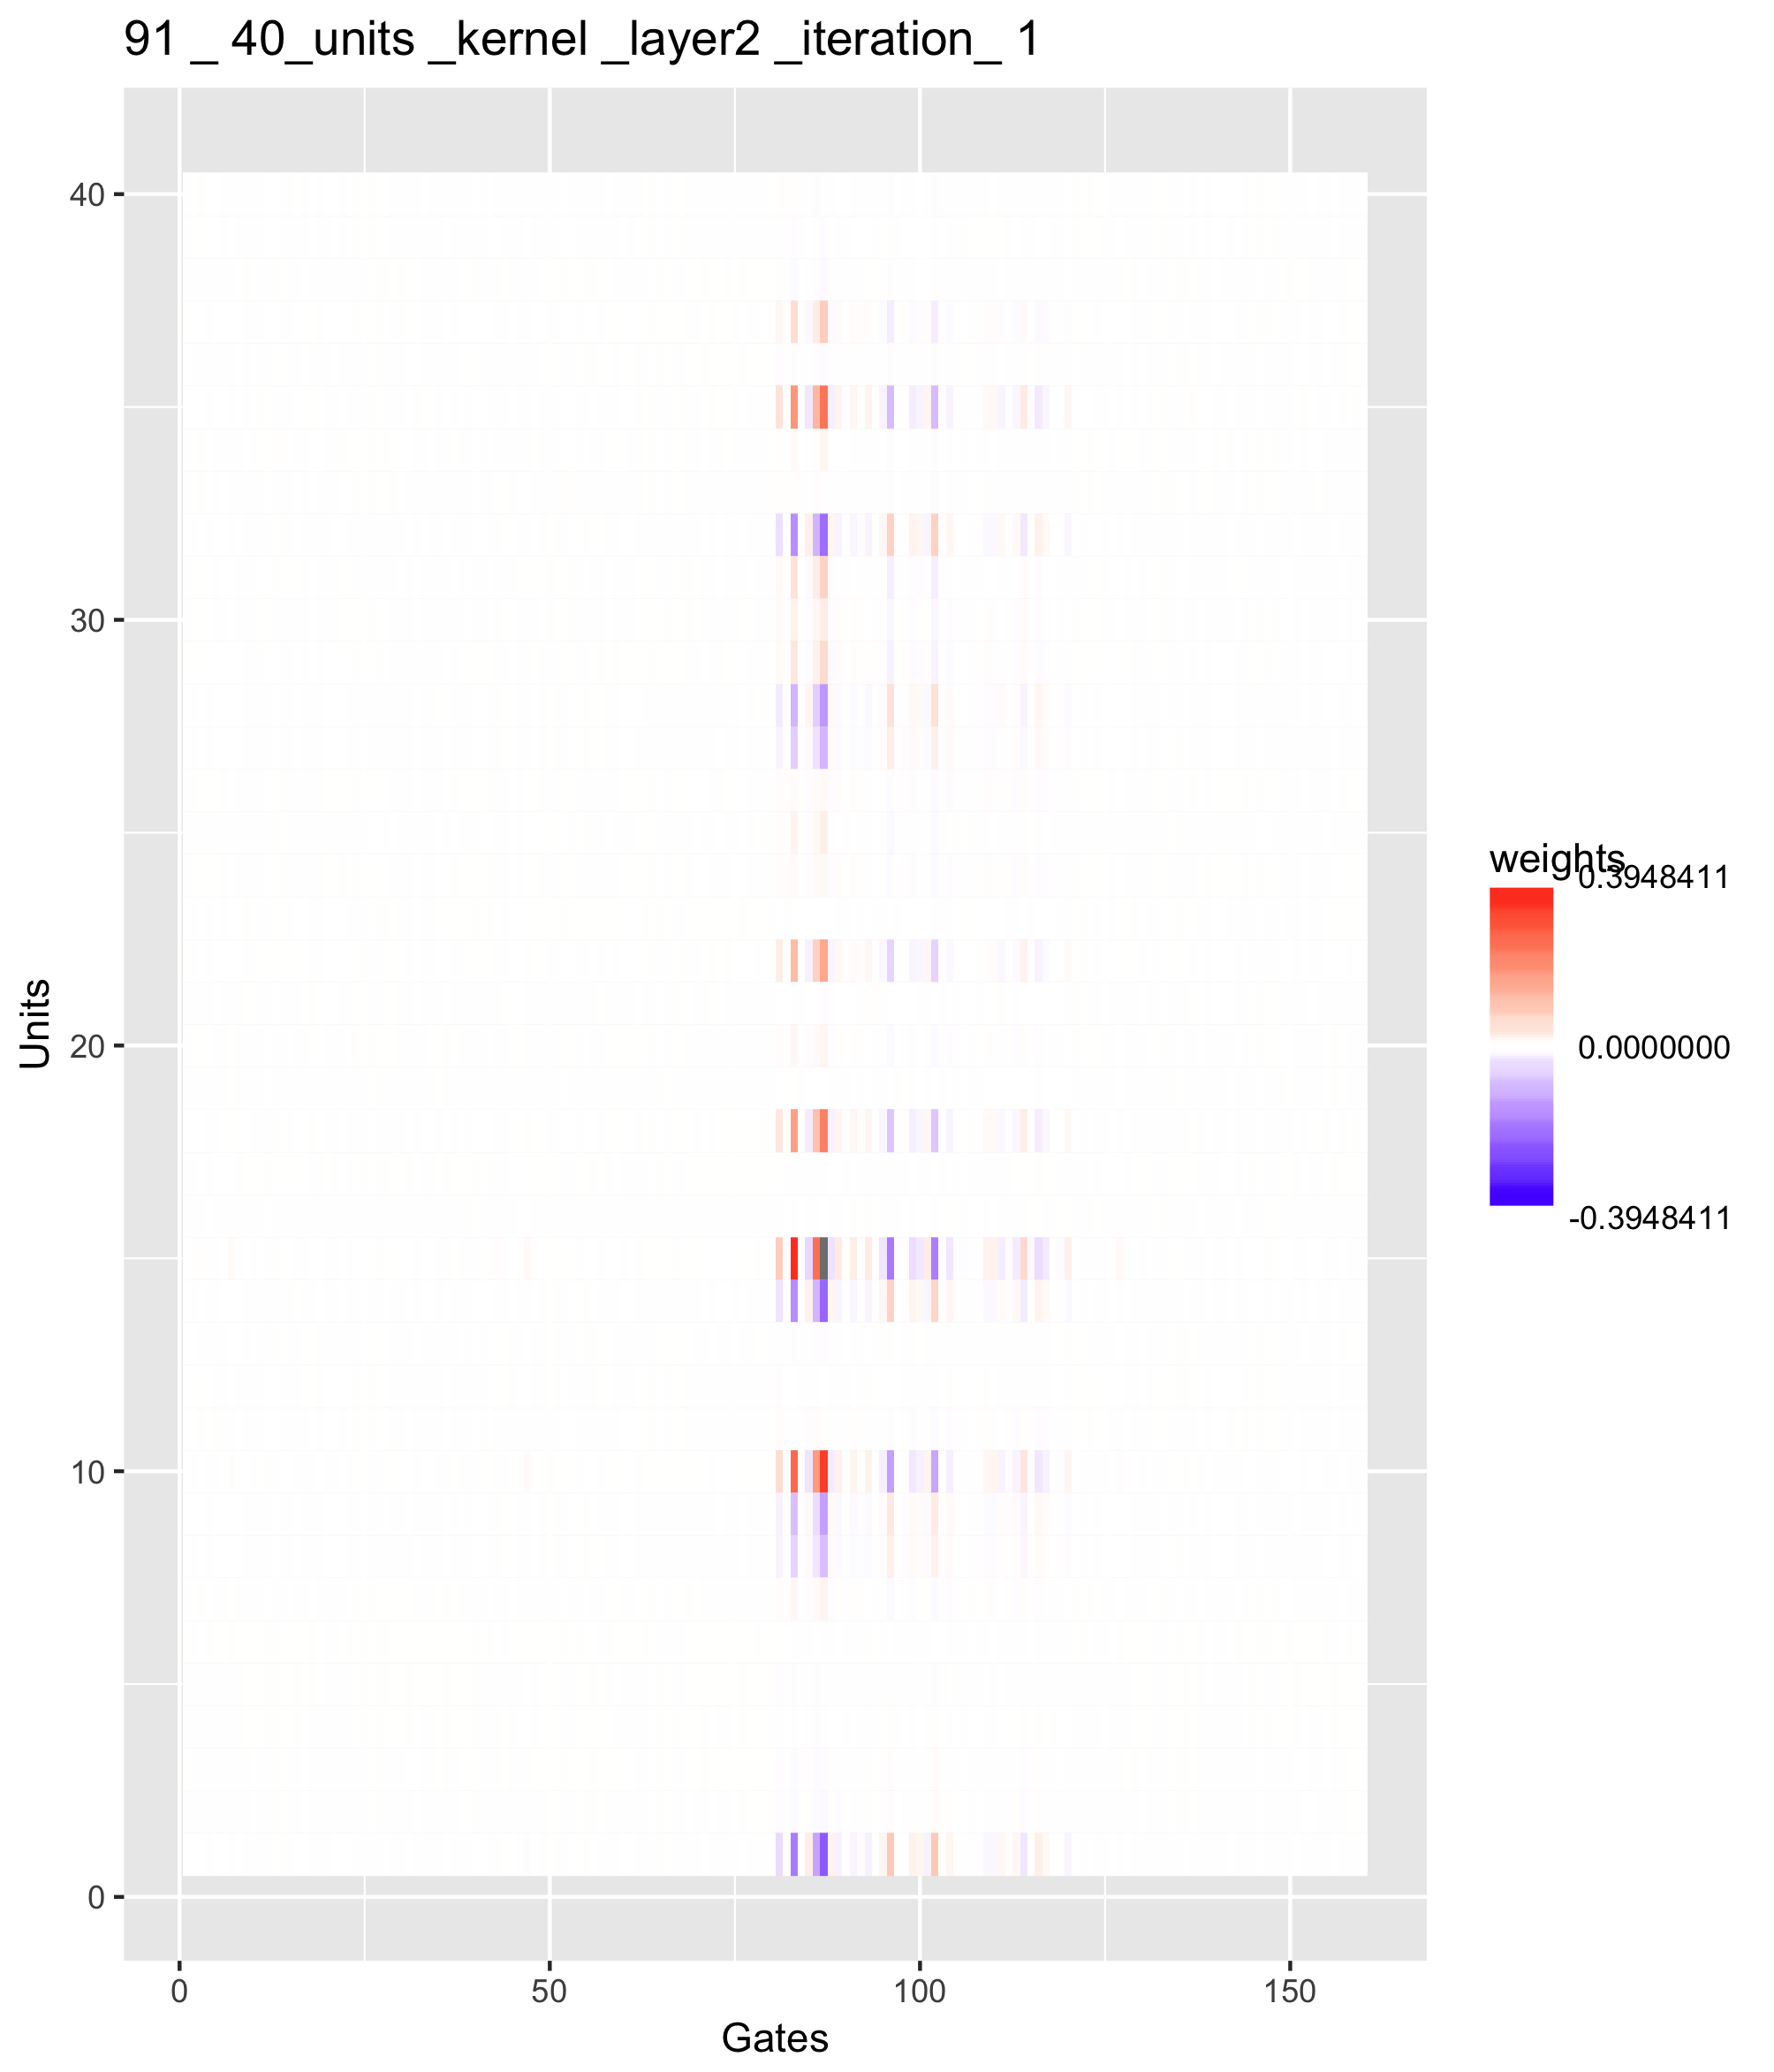 91 _ 40_units _kernel _layer2 _iteration_ 1
40
30
20
10
0
Units
0 50 100 150
Gates
weights
0.3948411
0.0000000
-0.3948411